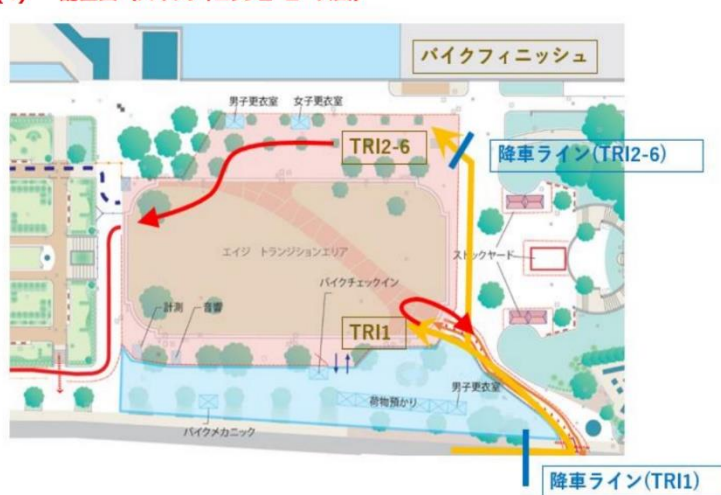 バイクフィニッシュ
男子更衣室
女子更衣室
TRI2-6
降車ライン(TRI2-6)
エイジ トランジションエリア
ストックヤード
バイクチェックイン
計測
音響
TRI1
男子更衣室
荷物預かり
バイクメカニック
降車ライン(TRI1)